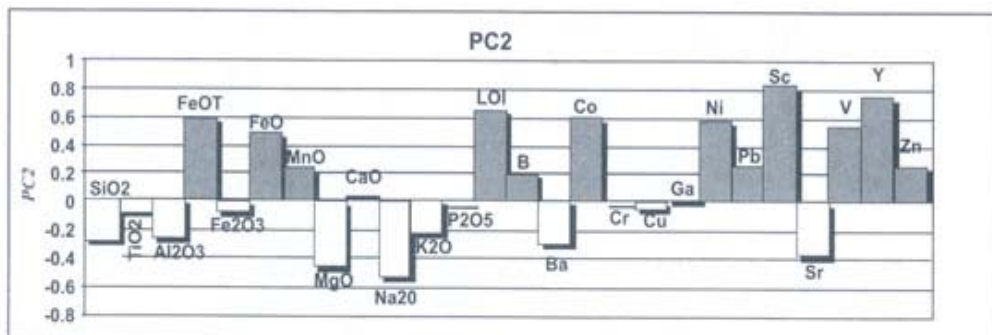 PC2
1
0.8
0.6
0.4
0.2
0
-0.2
-0.4
-0.6
-0.8
PC2
SiO2
TiO2
Al2O3
FeOT
Fe2O3
FeO
MnO
MgO
CaO
Na20
K2O
P2O5
LOI
B
Ba
Co
Cr
Cu
Ga
Ni
Pb
Sc
Sr
V
Y
Zn